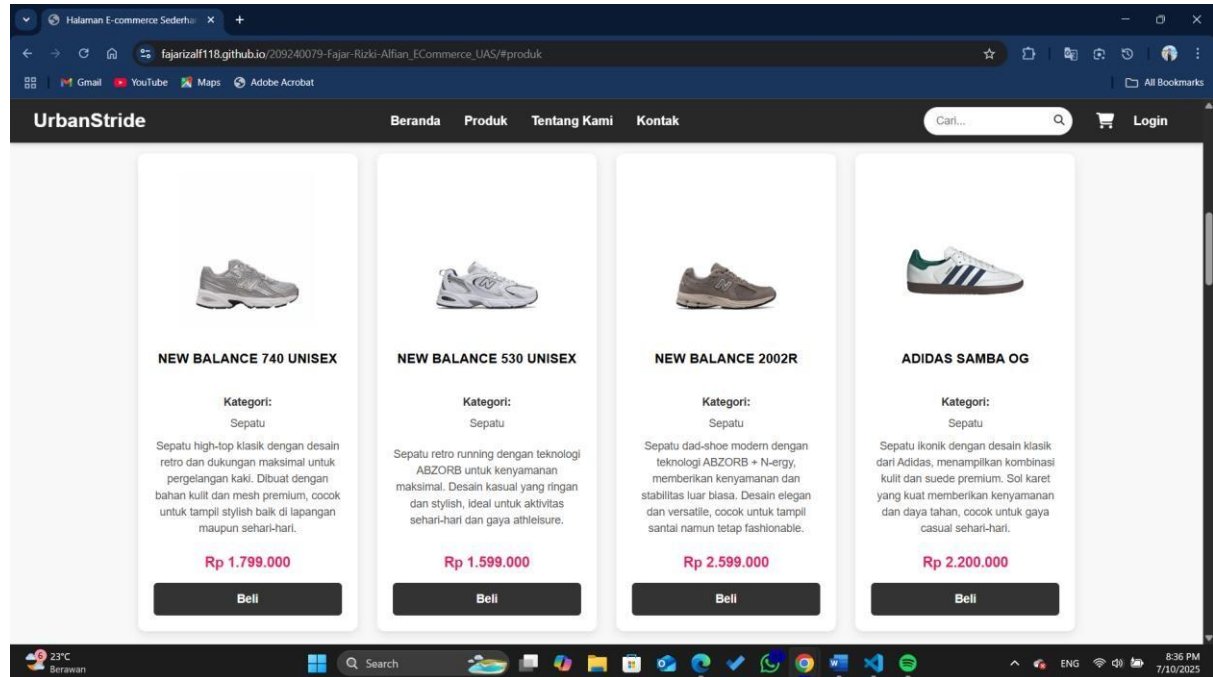 Halaman E-commerce Sederha
fajarizalf118.github.io/209240079-Fajar-Rizki-Alfian_ECommerce_UAS/#produk
Gmail YouTube Maps Adobe Acrobat All Bookmarks
UrbanStride Beranda Produk Tentang Kami Kontak Cari... Login
NEW BALANCE 740 UNISEX
Kategori:
Sepatu
Sepatu high-top klasik dengan desain
retro dan dukungan maksimal untuk
pergelangan kaki. Dibuat dengan
bahan kulit dan mesh premium, cocok
untuk tampil stylish baik di lapangan
maupun sehari-hari.
Rp 1.799.000
Beli
NEW BALANCE 530 UNISEX
Kategori:
Sepatu
Sepatu retro running dengan teknologi
ABZORB untuk kenyamanan
maksimal. Desain kasual yang ringan
dan stylish, ideal untuk aktivitas
sehari-hari dan gaya athleisure.
Rp 1.599.000
Beli
NEW BALANCE 2002R
Kategori:
Sepatu
Sepatu dad-shoe modern dengan
teknologi ABZORB + N-ergy,
memberikan kenyamanan dan
stabilitas luar biasa. Desain elegan
dan versatile, cocok untuk tampil
santai namun tetap fashionable.
Rp 2.599.000
Beli
ADIDAS SAMBA OG
Kategori:
Sepatu
Sepatu ikonik dengan desain klasik
dari Adidas, menampilkan kombinasi
kulit dan suede premium. Sol karet
yang kuat memberikan kenyamanan
dan daya tahan, cocok untuk gaya
casual sehari-hari.
Rp 2.200.000
Beli
6
23°C
Berawan
Search
ENG
8:36 PM
7/10/2025